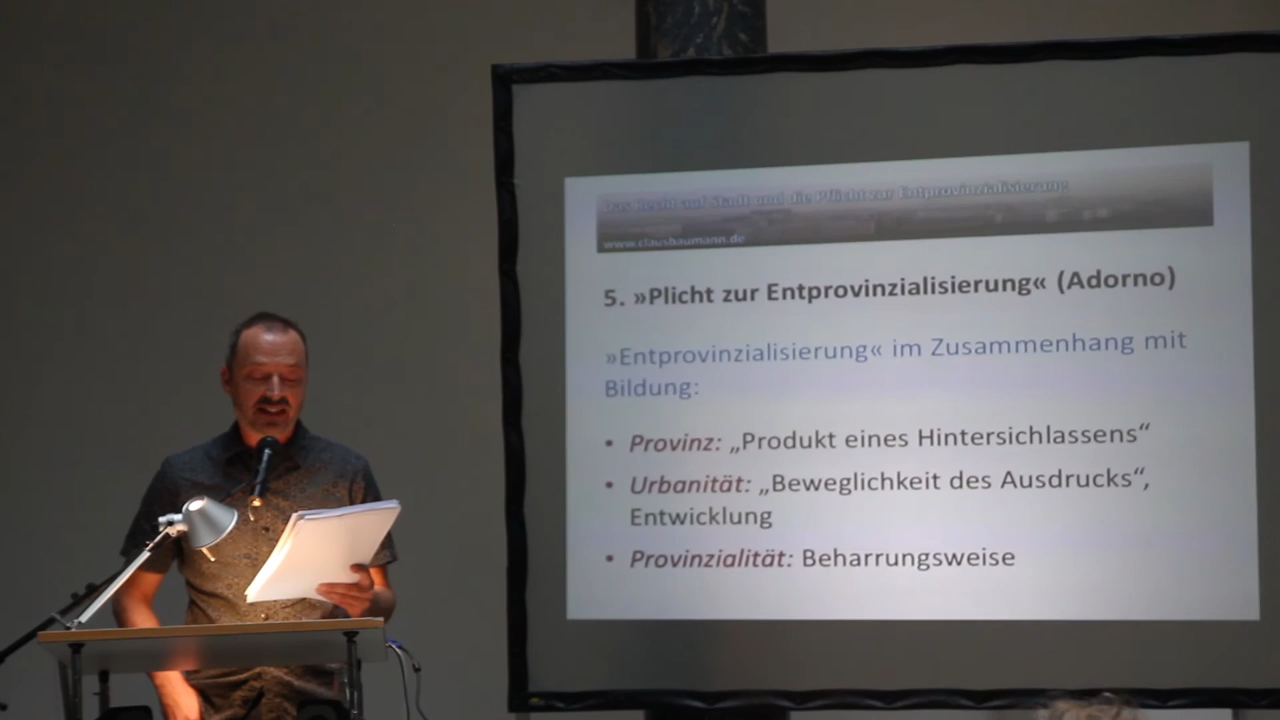 Das Recht auf Stadt und die Pflicht zur Entprovinzialisierung
www.clausbaumann.de
5. »Plicht zur Entprovinzialisierung« (Adorno)
»Entprovinzialisierung« im Zusammenhang mit
Bildung:
• Provinz: „Produkt eines Hintersichlassens“
• Urbanität: „Beweglichkeit des Ausdrucks“,
Entwicklung
• Provinzialität: Beharrungsweise